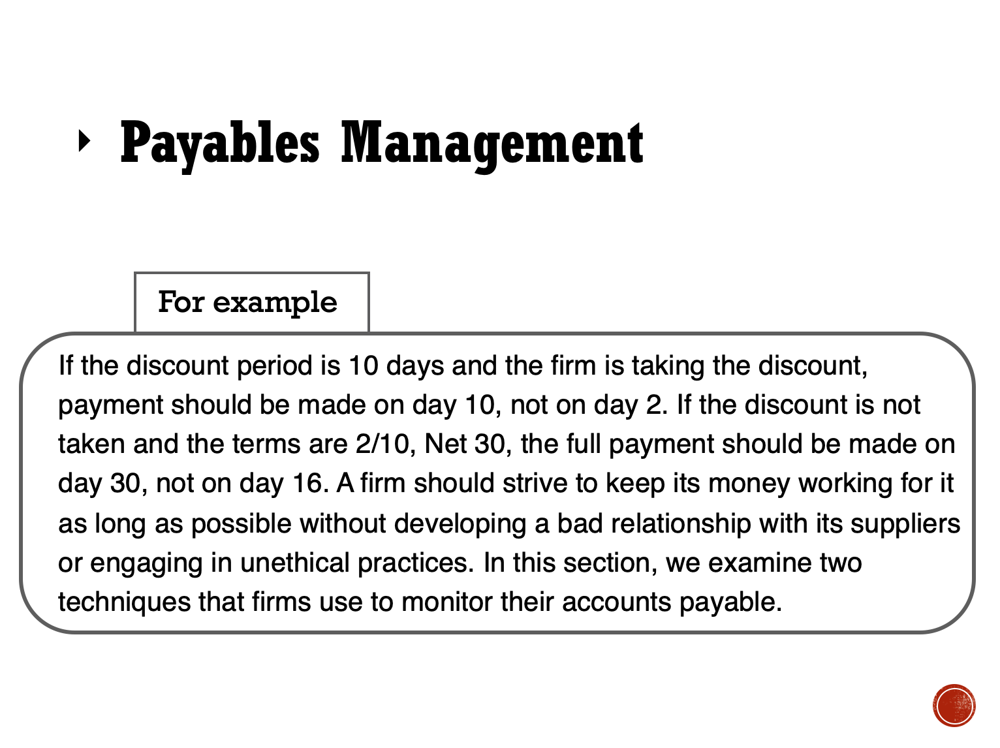 Payables Management
For example
If the discount period is 10 days and the firm is taking the discount,
payment should be made on day 10, not on day 2. If the discount is not
taken and the terms are 2/10, Net 30, the full payment should be made on
day 30, not on day 16. A firm should strive to keep its money working for it
as long as possible without developing a bad relationship with its suppliers
or engaging in unethical practices. In this section, we examine two
techniques that firms use to monitor their accounts payable.